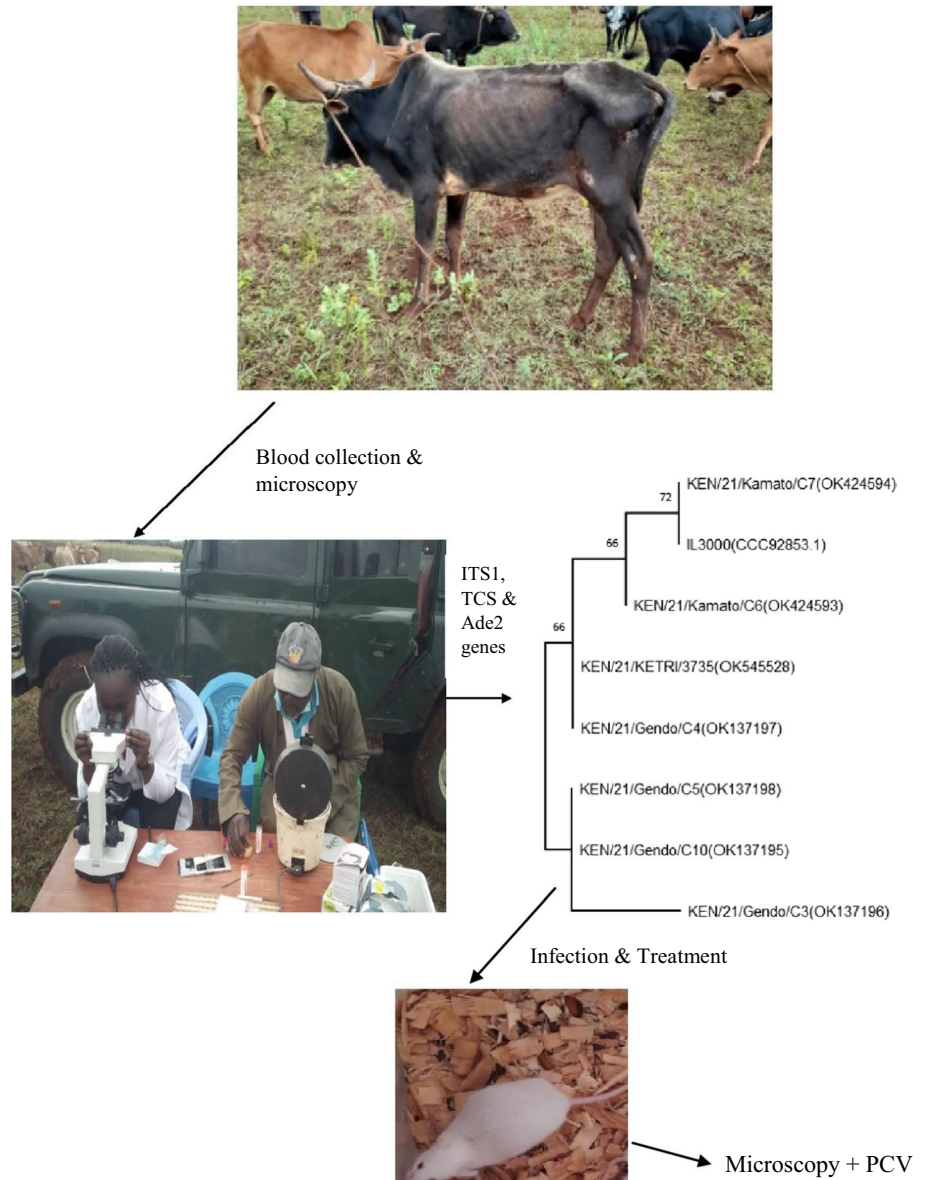 Blood collection &
microscopy
ITS1,
TCS &
Ade2
genes
72
KEN/21/Kamato/C7(OK424594)
66
IL3000(CCC92853.1)
KEN/21/Kamato/C6(OK424593)
66
KEN/21/KETRI/3735(OK545528)
KEN/21/Gendo/C4(OK137197)
KEN/21/Gendo/C5(OK137198)
KEN/21/Gendo/C10(OK137195)
KEN/21/Gendo/C3(OK137196)
Infection & Treatment
Microscopy + PCV